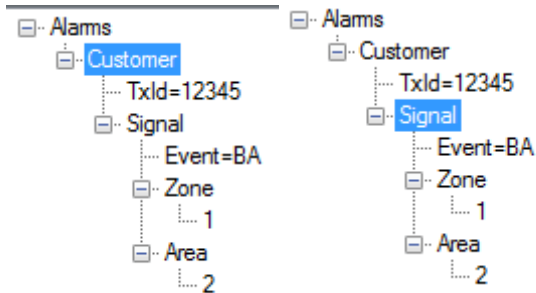 Alarms
Customer
TxId=12345
Signal
Event=BA
Zone
1
Area
2
Alarms
Customer
TxId=12345
Signal
Event=BA
Zone
1
Area
2